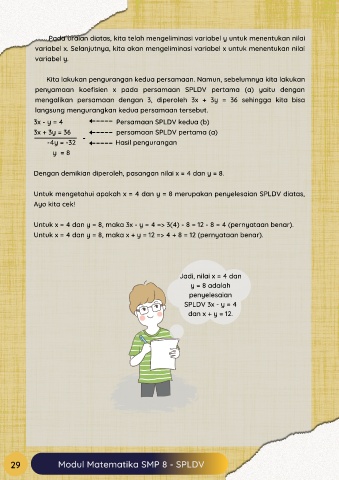 Pada uraian diatas, kita telah mengeliminasi variabel y untuk menentukan nilai
variabel x. Selanjutnya, kita akan mengeliminasi variabel x untuk menentukan nilai
variabel y.
Kita lakukan pengurangan kedua persamaan. Namun, sebelumnya kita lakukan
penyamaan koefisien x pada persamaan SPLDV pertama (a) yaitu dengan
mengalikan persamaan dengan 3, diperoleh 3x + 3y = 36 sehingga kita bisa
langsung mengurangkan kedua persamaan tersebut.
3x - y = 4 Persamaan SPLDV kedua (b)
3x + 3y = 36 - persamaan SPLDV pertama (a)
-4y = -32 Hasil pengurangan
y = 8
Dengan demikian diperoleh, pasangan nilai x = 4 dan y = 8.
Untuk mengetahui apakah x = 4 dan y = 8 merupakan penyelesaian SPLDV diatas,
Ayo kita cek!
Untuk x = 4 dan y = 8, maka 3x - y = 4 => 3(4) - 8 = 12 - 8 = 4 (pernyataan benar).
Untuk x = 4 dan y = 8, maka x + y = 12 => 4 + 8 = 12 (pernyataan benar).
Jadi, nilai x = 4 dan
y = 8 adalah
penyelesaian
SPLDV 3x - y = 4
dan x + y = 12.
29 Modul Matematika SMP 8 - SPLDV